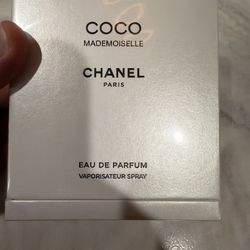 COCO
MADEMOISELLE
CHANEL
PARIS
EAU DE PARFUM
VAPORISATEUR SPRAY